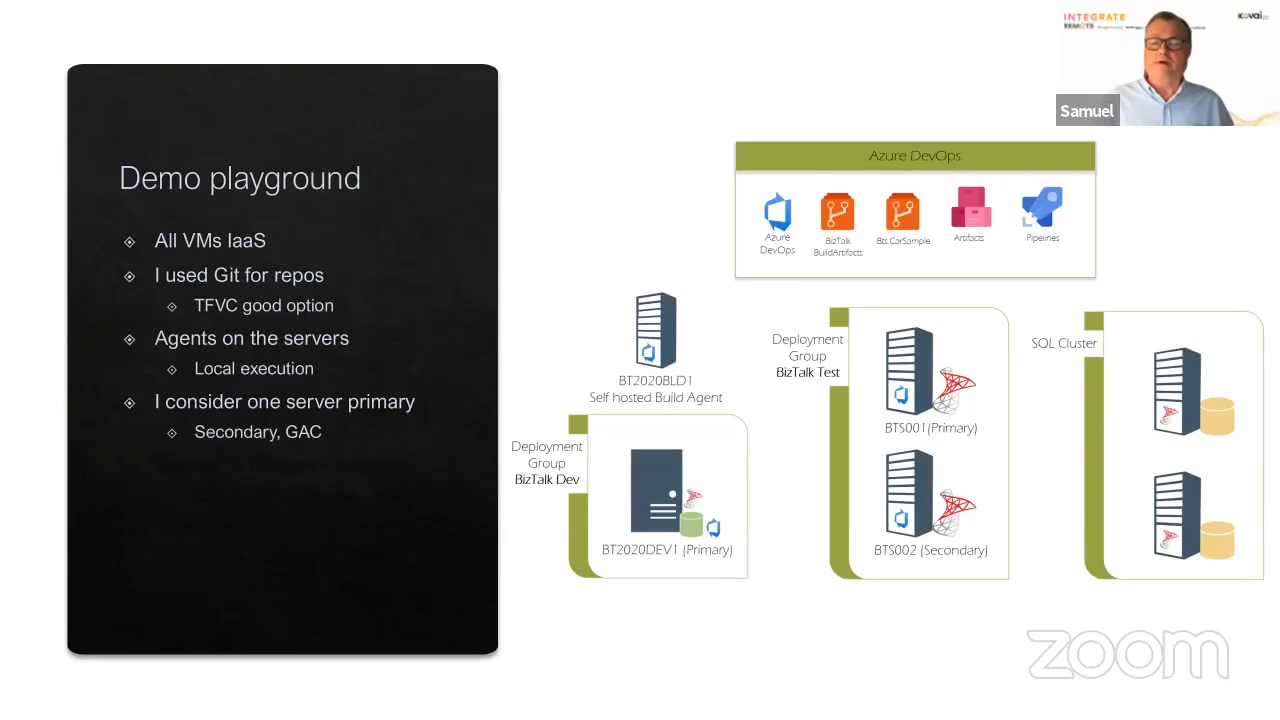 INTEGRATE
REMOTE
kovai
Samuel
Demo playground
All VMs IaaS
I used Git for repos
TFVC good option
Agents on the servers
Local execution
I consider one server primary
Secondary, GAC
Azure DevOps
Azure
DevOps
BizTalk
BuildArtifacts
Bts.CarSample
Artifacts
Pipelines
BT2020BLD1
Self hosted Build Agent
Deployment
Group
BizTalk Dev
BT2020DEV1 (Primary)
Deployment
Group
BizTalk Test
BTS001(Primary)
BTS002 (Secondary)
SQL Cluster
zoom